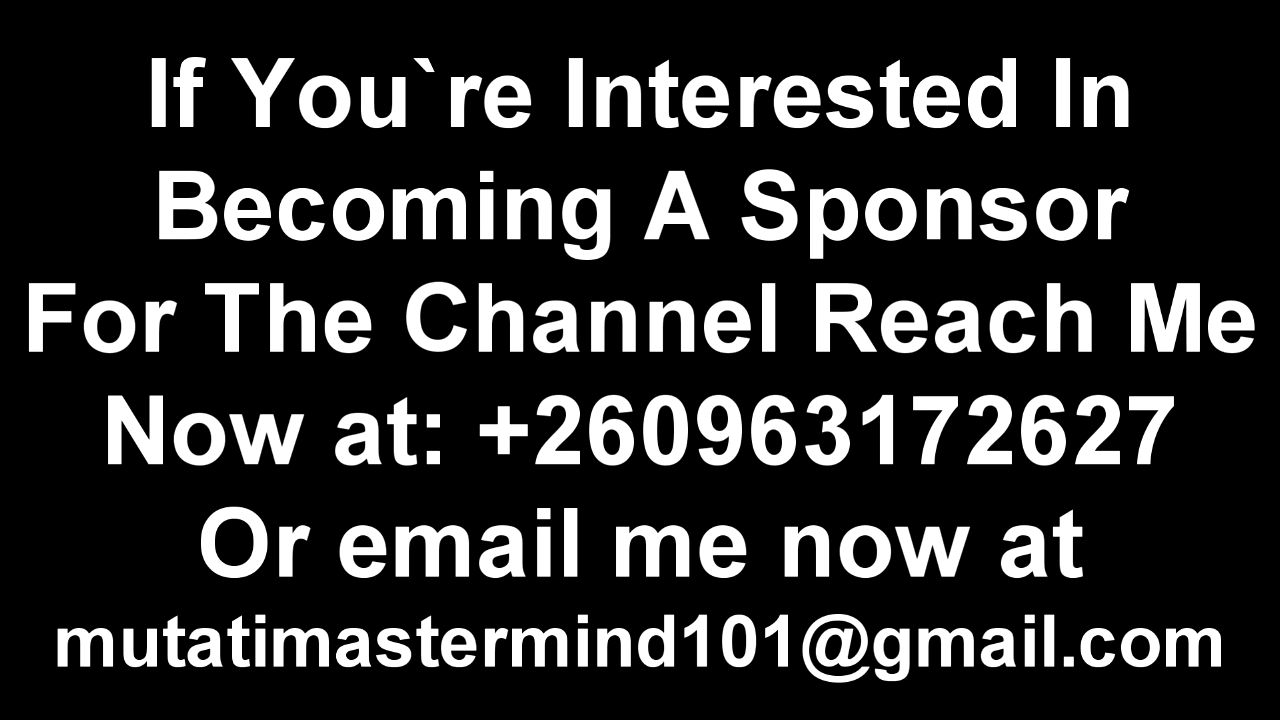 If You`re Interested In
Becoming A Sponsor
For The Channel Reach Me
Now at: +260963172627
Or email me now at
mutatimastermind101@gmail.com